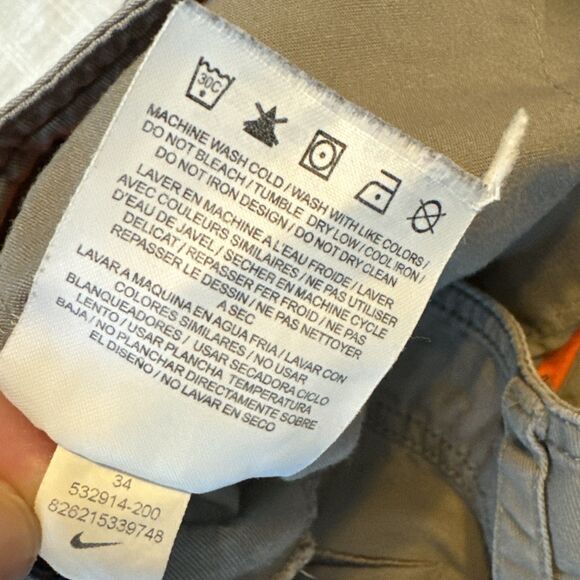 30C
MACHINE WASH COLD / WASH WITH LIKE COLORS /
DO NOT BLEACH / TUMBLE DRY LOW / COOL IRON /
DO NOT IRON DESIGN / DO NOT DRY CLEAN
LAVER EN MACHINE A L'EAU FROIDE / LAVER
AVEC COULEURS SIMILAIRES / NE PAS UTILISER
D'EAU DE JAVEL / SECHER EN MACHINE CYCLE
DELICAT / REPASSER FER FROID / NE PAS
REPASSER LE DESSIN / NE PAS NETTOYER
A SEC
LAVAR A MAQUINA EN AGUA FRIA / LAVAR CON
COLORES SIMILARES / NO USAR
BLANQUEADORES / USAR SECADORA CICLO
LENTO / USAR PLANCHA TEMPERATURA
BAJA / NO PLANCHAR DIRECTAMENTE SOBRE
EL DISEÑO / NO LAVAR EN SECO
34
532914-200
826215339748